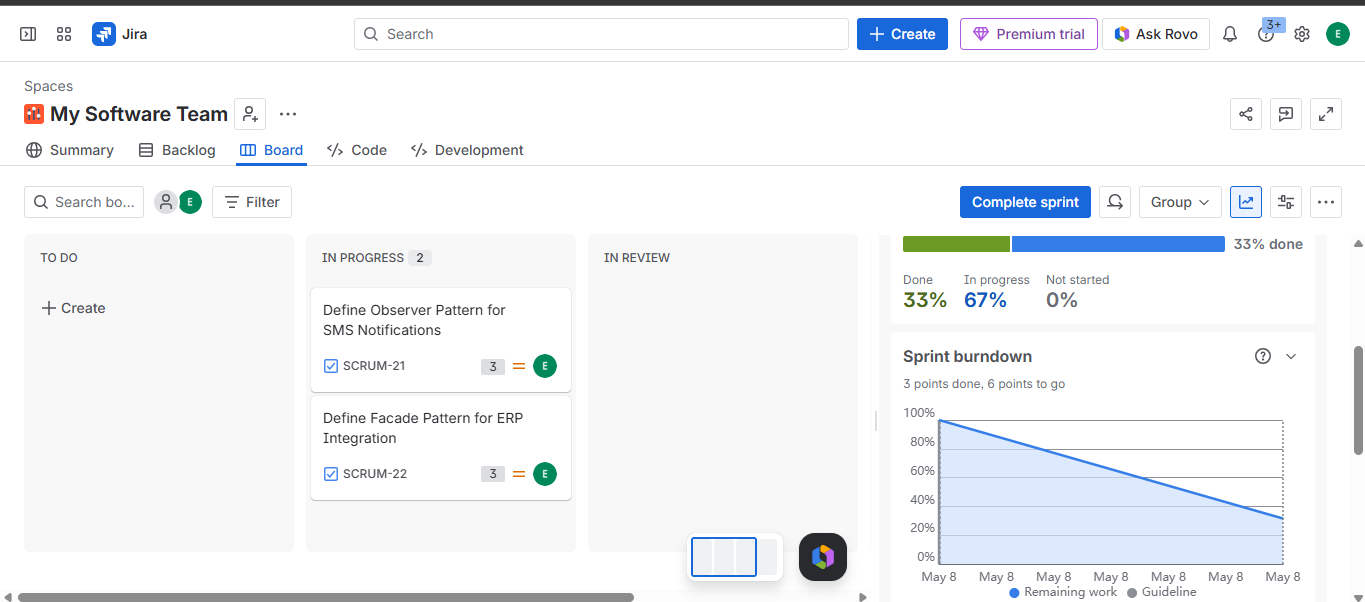 Jira
Search
Create
Premium trial
Ask Rovo
3+
E
Spaces
My Software Team
Summary
Backlog
Board
Code
Development
Search bo...
E
Filter
Complete sprint
Group
TO DO
Create
IN PROGRESS 2
Define Observer Pattern for
SMS Notifications
SCRUM-21
3
E
Define Facade Pattern for ERP
Integration
SCRUM-22
3
E
IN REVIEW
33% done
Done
33%
In progress
67%
Not started
0%
Sprint burndown
3 points done, 6 points to go
100%
80%
60%
40%
20%
0%
May 8 May 8 May 8 May 8 May 8 May 8 May 8
Remaining work Guideline